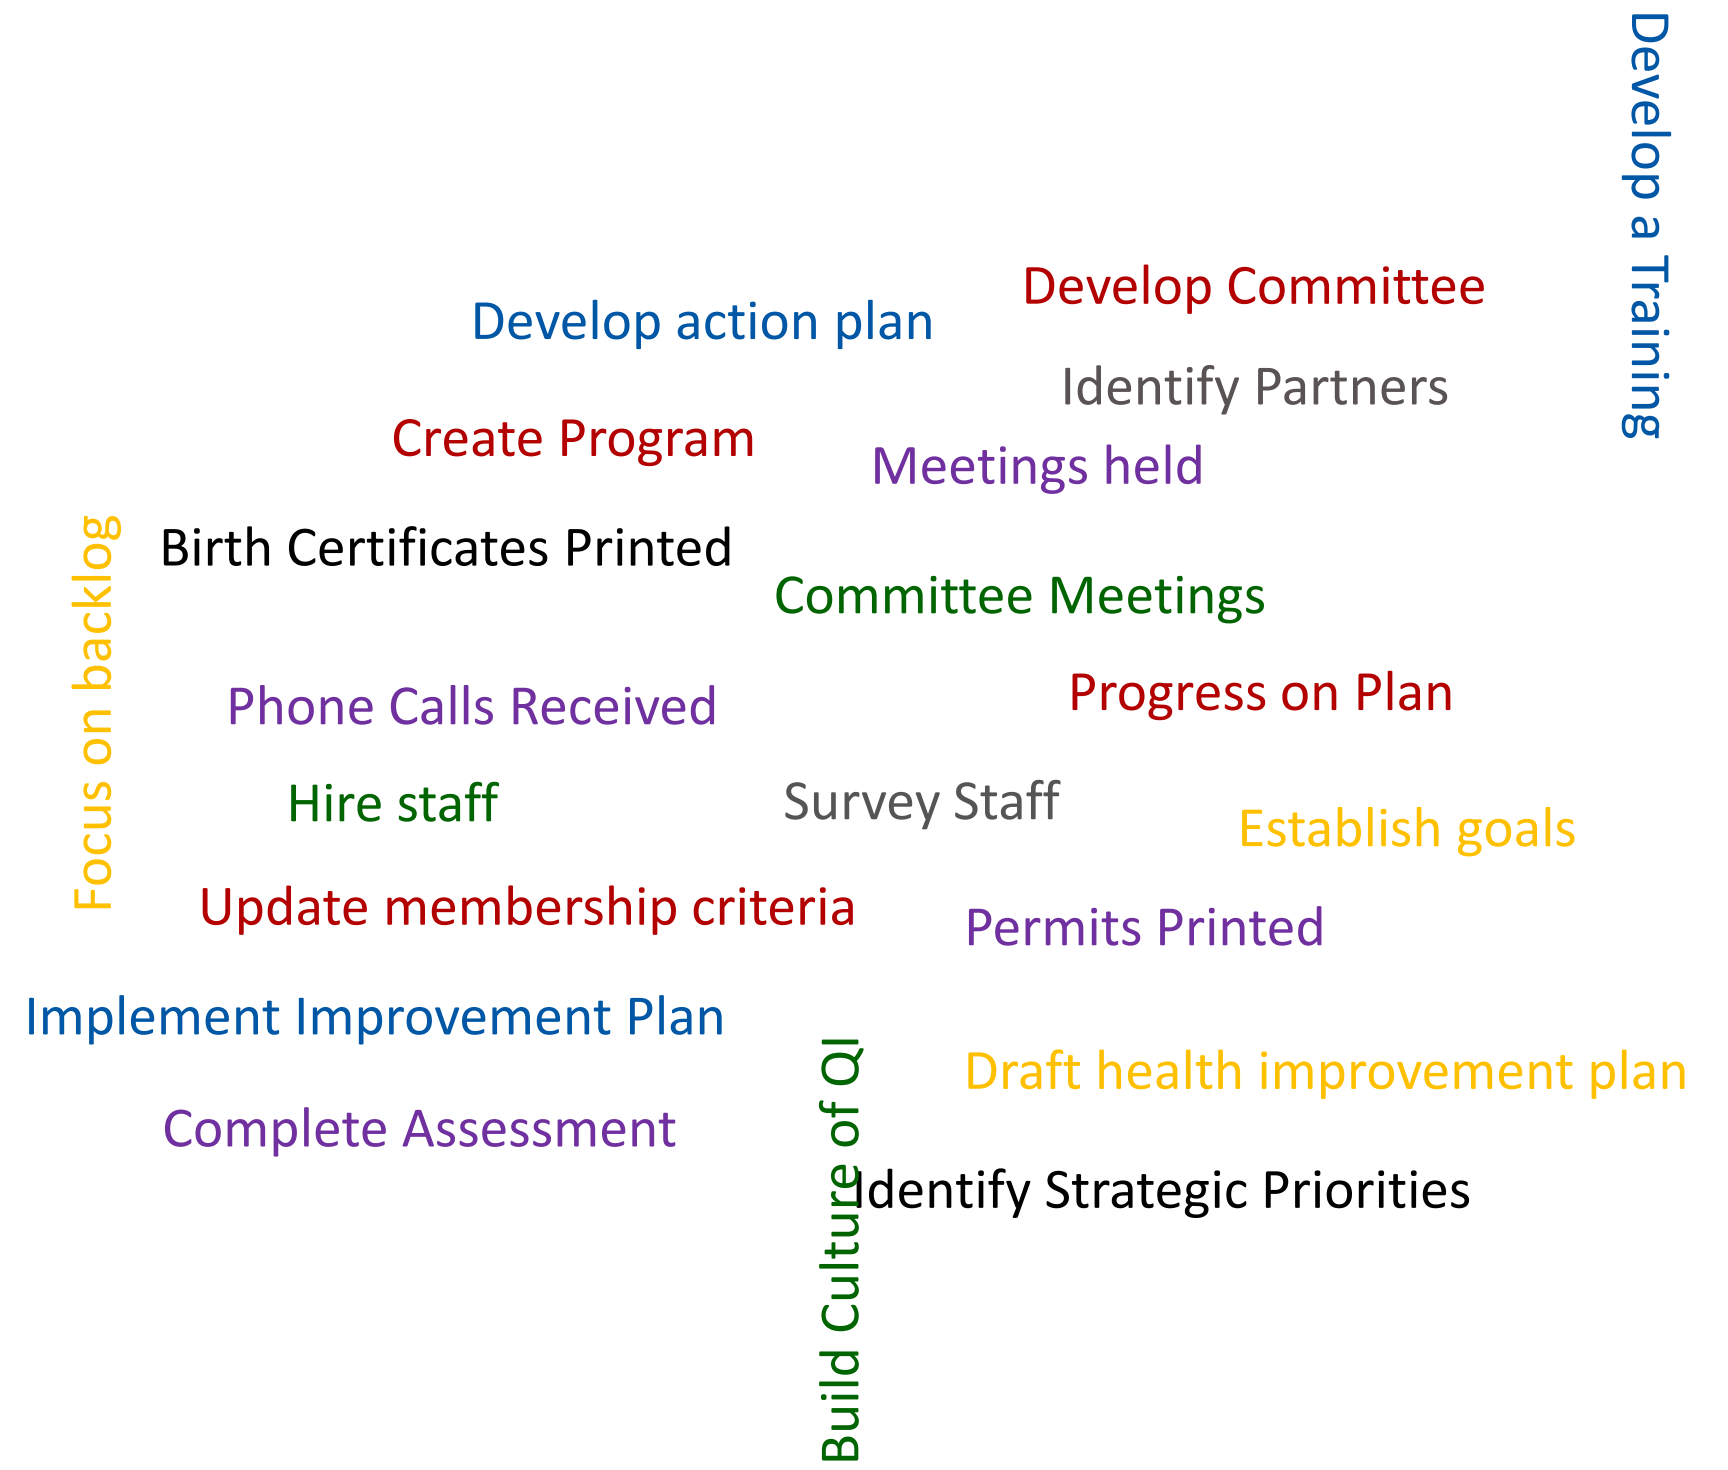 Develop a Training
Develop Committee
Develop action plan
Identify Partners
Create Program
Meetings held
Focus on backlog
Birth Certificates Printed
Committee Meetings
Phone Calls Received
Progress on Plan
Hire staff
Survey Staff
Establish goals
Update membership criteria
Permits Printed
Implement Improvement Plan
Draft health improvement plan
Build Culture of QI
Complete Assessment
Identify Strategic Priorities